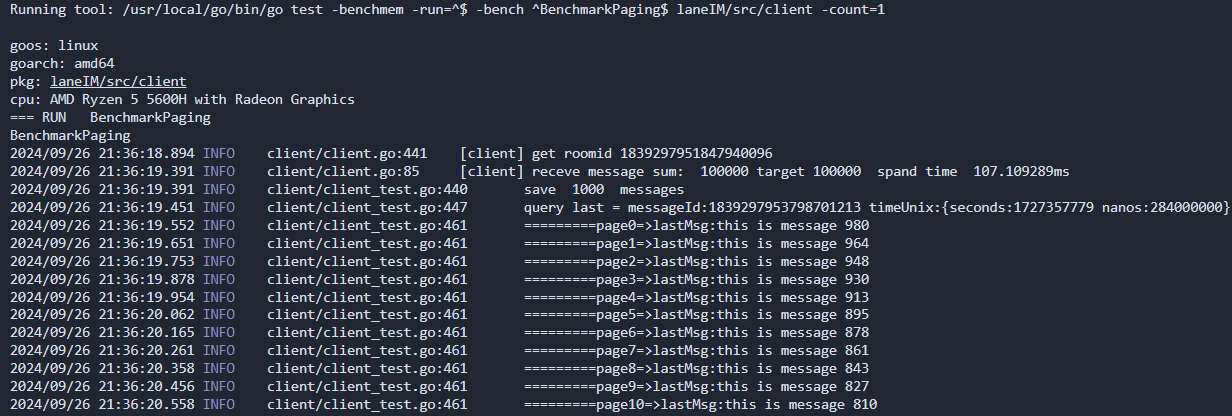 Running tool: /usr/local/go/bin/go test -benchmem -run=^$ -bench ^BenchmarkPaging$ laneIM/src/client -count=1
goos: linux
goarch: amd64
pkg: laneIM/src/client
cpu: AMD Ryzen 5 5600H with Radeon Graphics
=== RUN   BenchmarkPaging
BenchmarkPaging
2024/09/26 21:36:18.894 INFO    client/client.go:441    [client] get roomid 1839297951847940096
2024/09/26 21:36:19.391 INFO    client/client.go:85     [client] receve message sum:  100000 target 100000  spand time  107.109289ms
2024/09/26 21:36:19.391 INFO    client/client_test.go:440       save  1000  messages
2024/09/26 21:36:19.451 INFO    client/client_test.go:447       query last = messageId:1839297953798701213 timeUnix:{seconds:1727357779 nanos:284000000}
2024/09/26 21:36:19.552 INFO    client/client_test.go:461       =========page0=>lastMsg:this is message 980
2024/09/26 21:36:19.651 INFO    client/client_test.go:461       =========page1=>lastMsg:this is message 964
2024/09/26 21:36:19.753 INFO    client/client_test.go:461       =========page2=>lastMsg:this is message 948
2024/09/26 21:36:19.878 INFO    client/client_test.go:461       =========page3=>lastMsg:this is message 930
2024/09/26 21:36:19.954 INFO    client/client_test.go:461       =========page4=>lastMsg:this is message 913
2024/09/26 21:36:20.062 INFO    client/client_test.go:461       =========page5=>lastMsg:this is message 895
2024/09/26 21:36:20.165 INFO    client/client_test.go:461       =========page6=>lastMsg:this is message 878
2024/09/26 21:36:20.261 INFO    client/client_test.go:461       =========page7=>lastMsg:this is message 861
2024/09/26 21:36:20.358 INFO    client/client_test.go:461       =========page8=>lastMsg:this is message 843
2024/09/26 21:36:20.456 INFO    client/client_test.go:461       =========page9=>lastMsg:this is message 827
2024/09/26 21:36:20.558 INFO    client/client_test.go:461       =========page10=>lastMsg:this is message 810